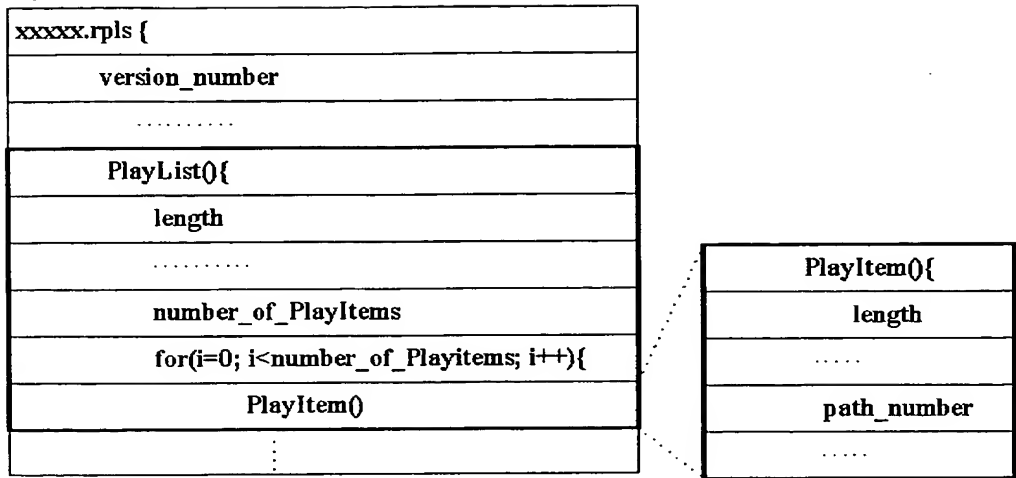 xxxxx.rpls {
version_number
..........
PlayList(){
length
..........
number_of_PlayItems
for(i=0; i<number_of_Playitems; i++){
PlayItem()
PlayItem(){
length
.....
path_number
.....